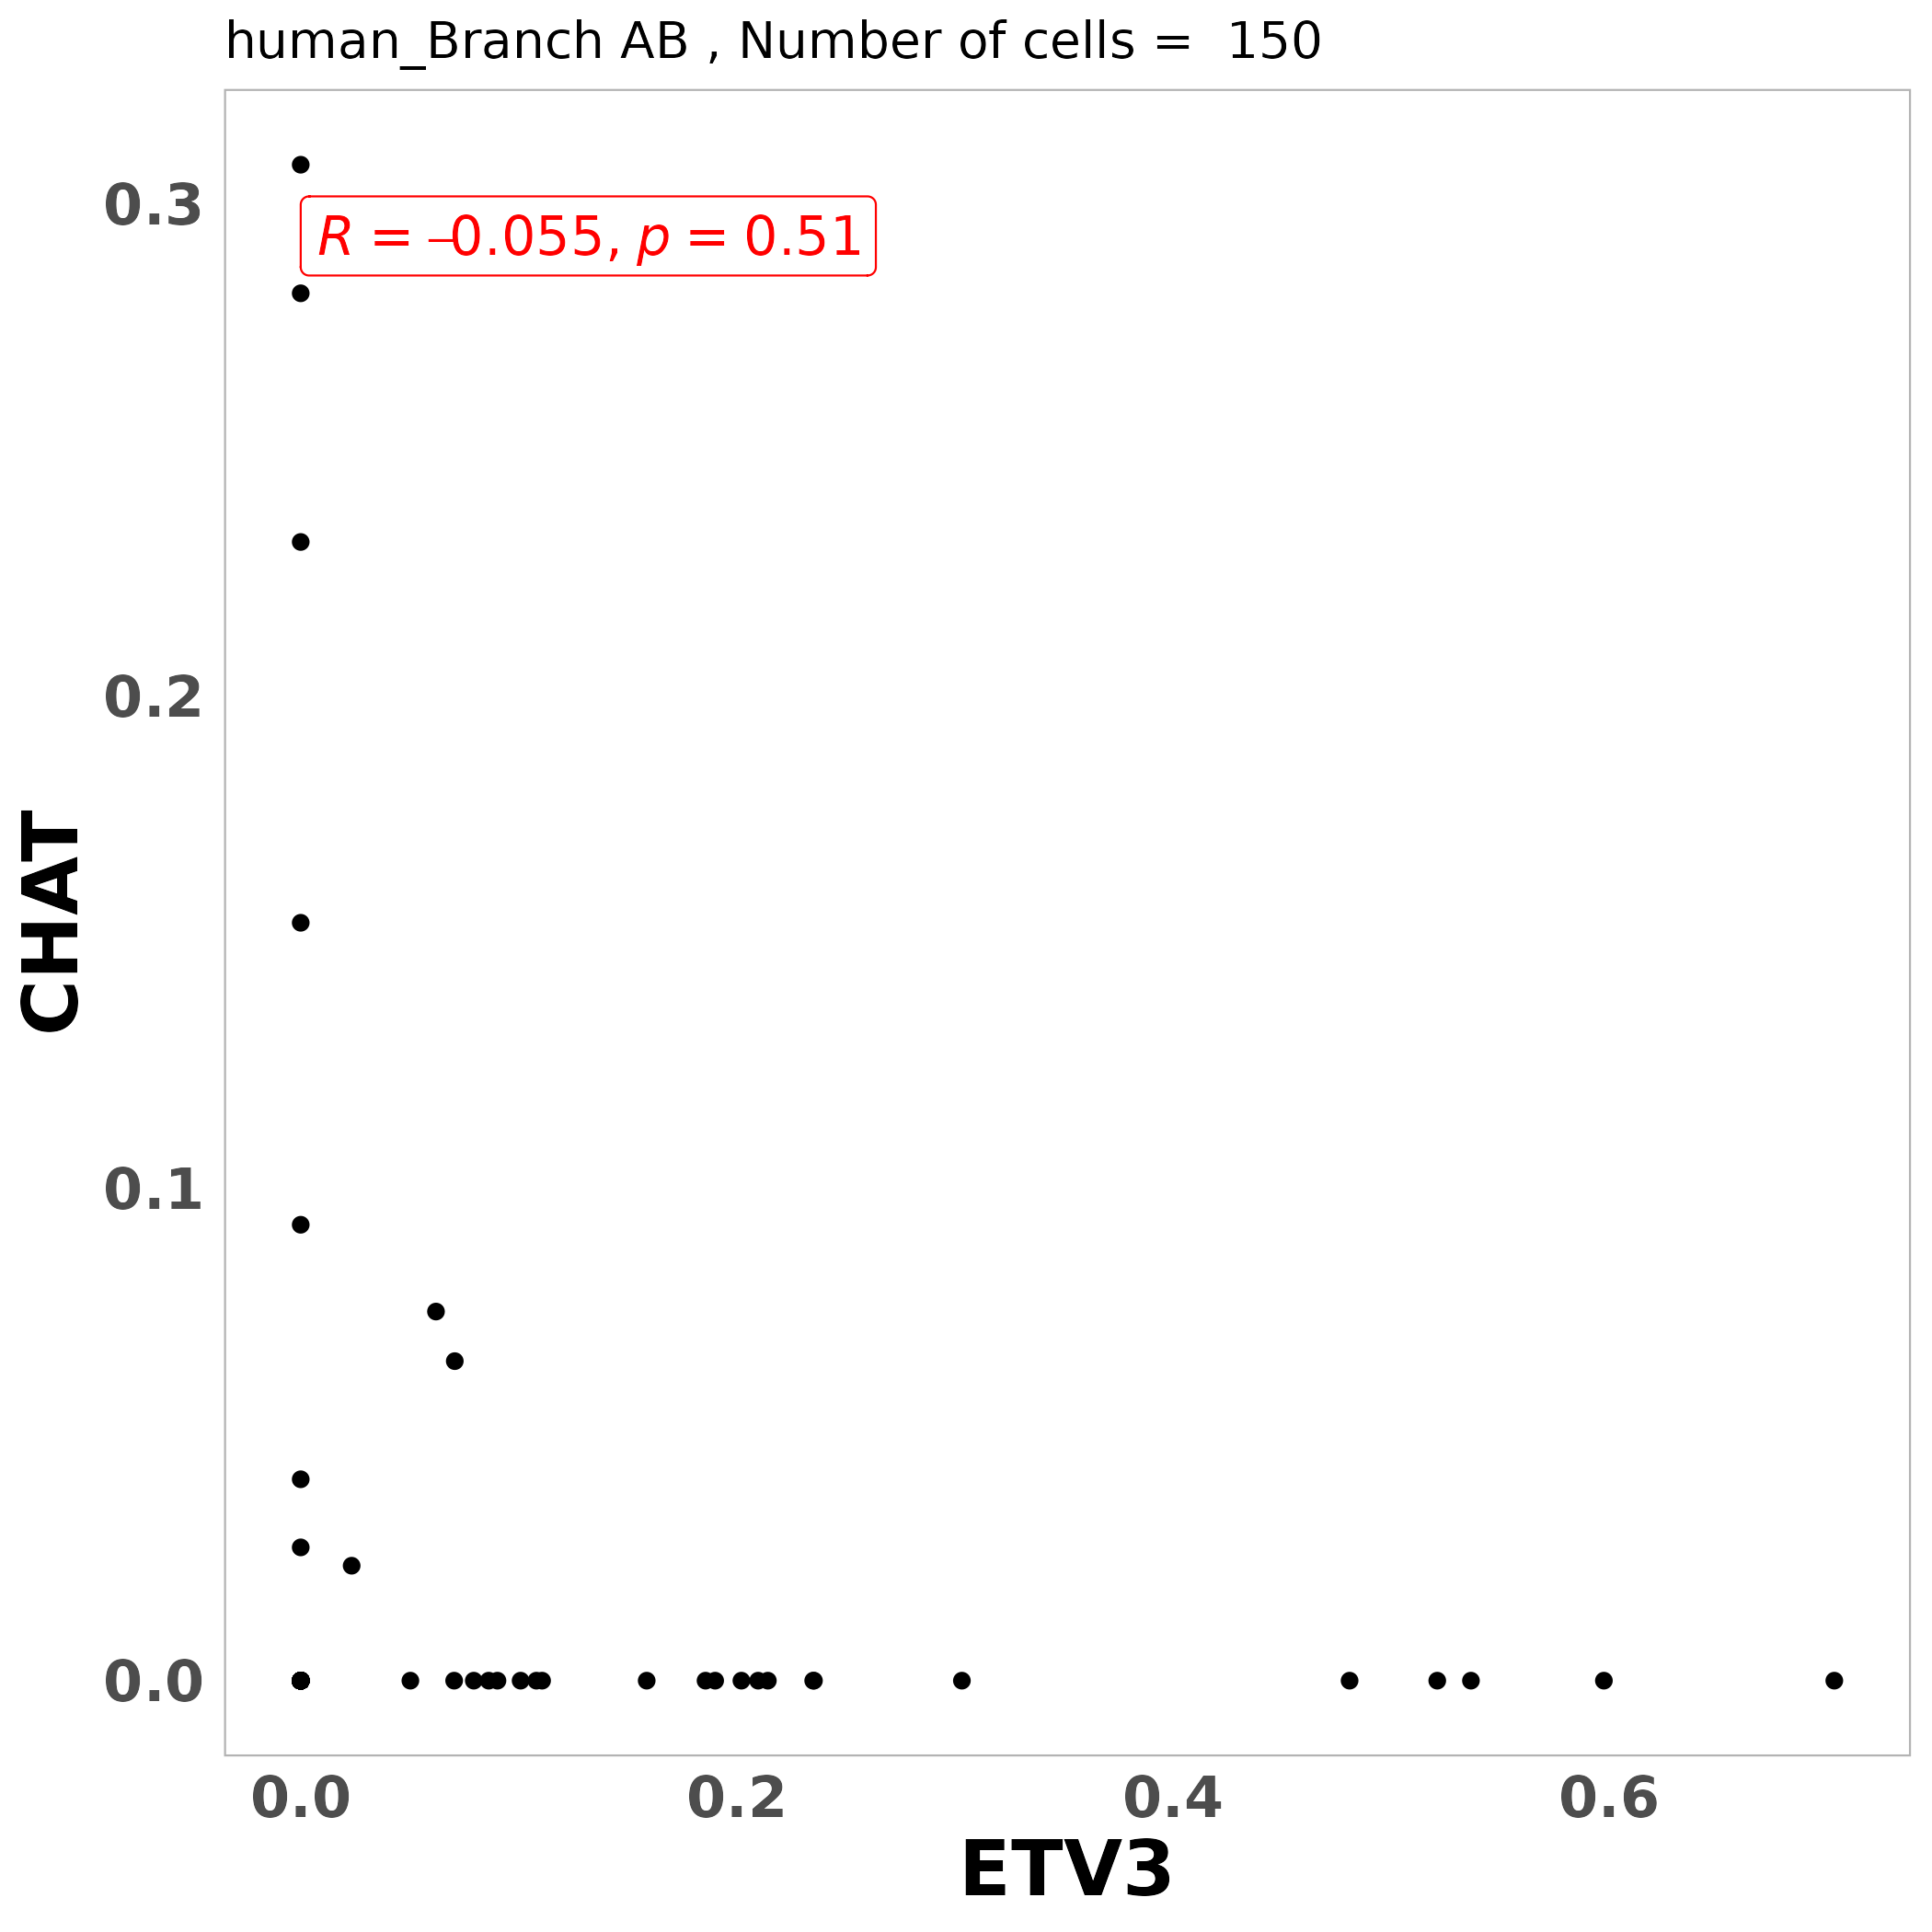 human_Branch AB , Number of cells =  150
R = –0.055, p = 0.51
0.3
0.2
0.1
0.0
CHAT
0.0 0.2 0.4 0.6
ETV3